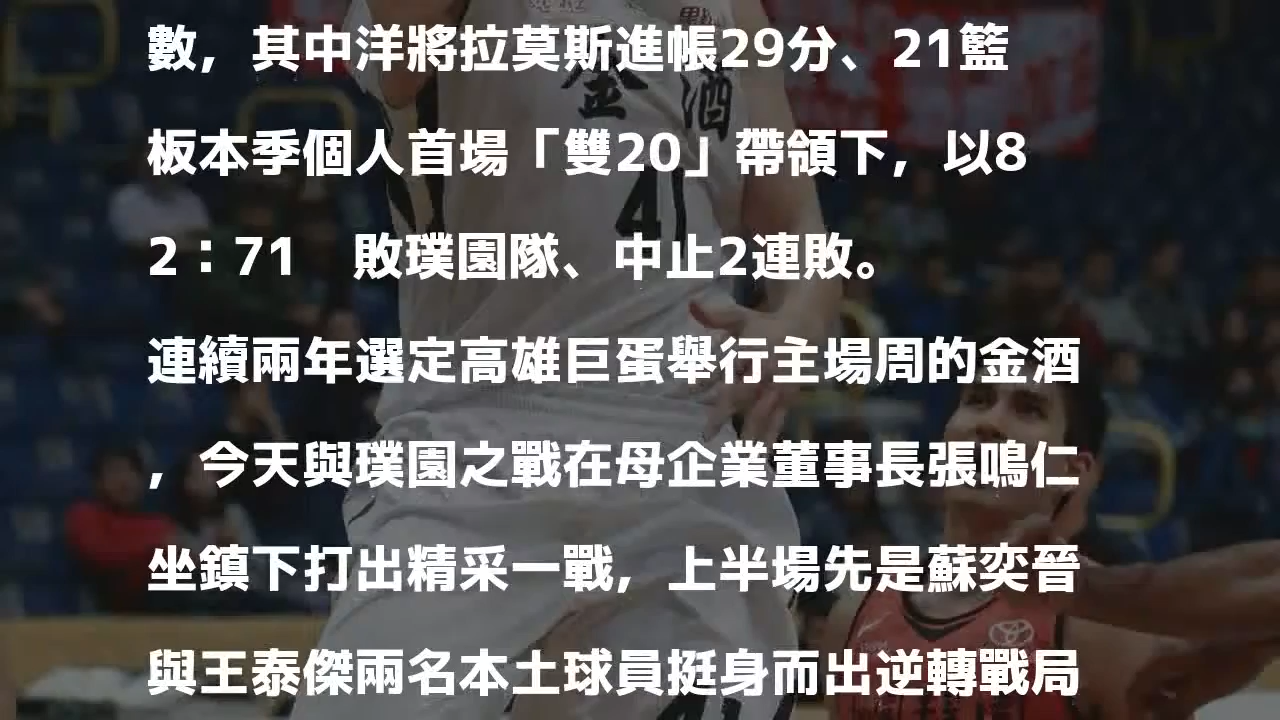 數，其中洋將拉莫斯進帳29分、21籃
板本季個人首場「雙20」帶領下，以8
2：71　敗璞園隊、中止2連敗。
連續兩年選定高雄巨蛋舉行主場周的金酒
，今天與璞園之戰在母企業董事長張鳴仁
坐鎮下打出精采一戰，上半場先是蘇奕晉
與王泰傑兩名本土球員挺身而出逆轉戰局
金酒
41